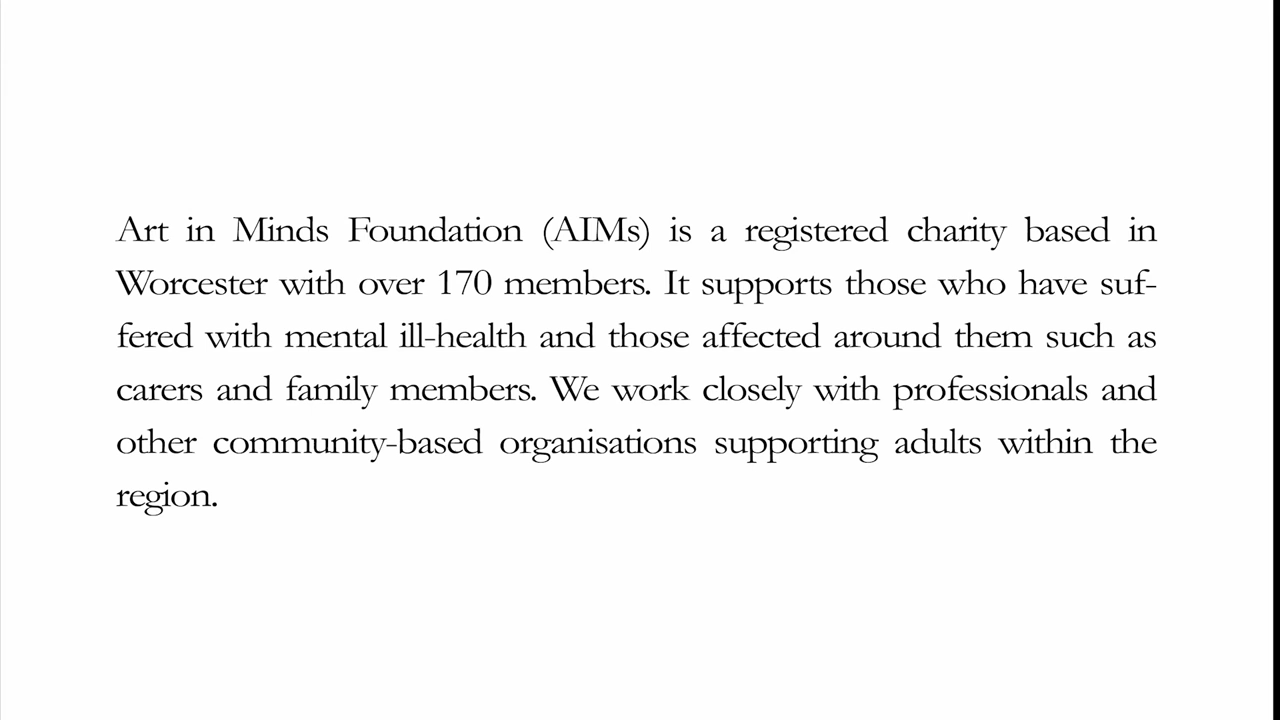 Art in Minds Foundation (AIMs) is a registered charity based in
Worcester with over 170 members. It supports those who have suf-
fered with mental ill-health and those affected around them such as
carers and family members. We work closely with professionals and
other community-based organisations supporting adults within the
region.